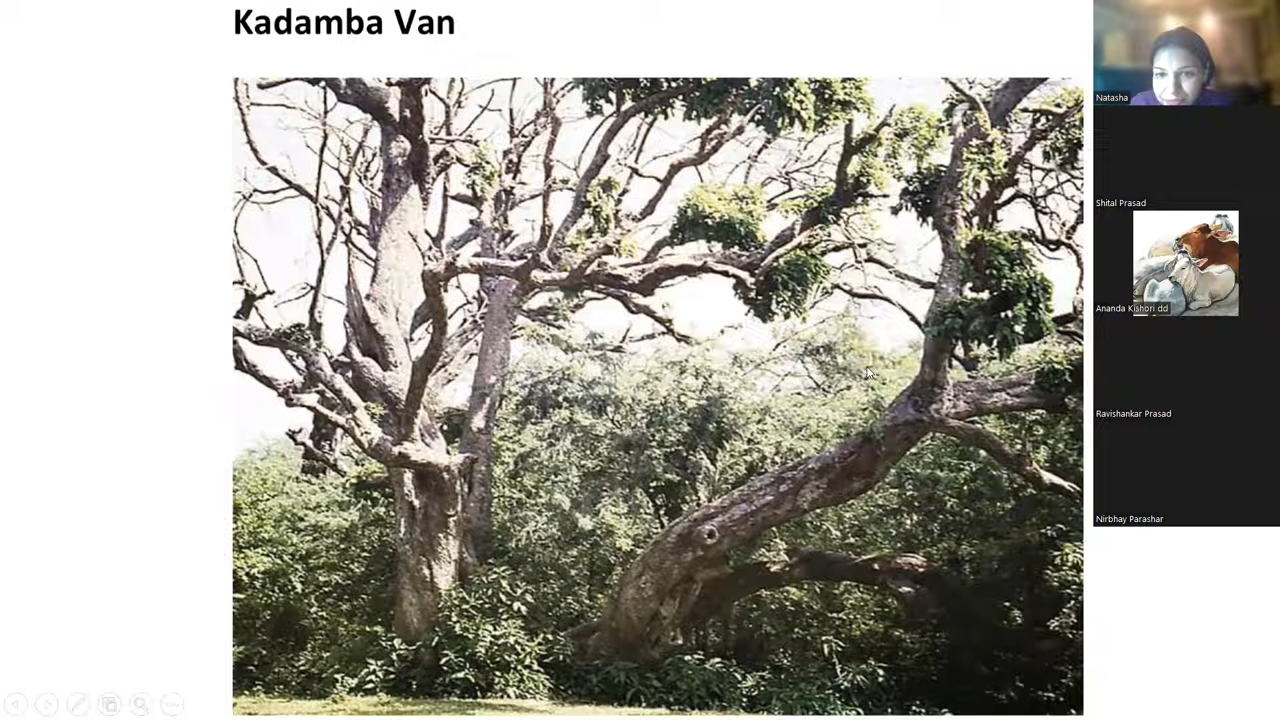 Kadamba Van
Natasha
Shital Prasad
Ananda Kishori dd
Ravishankar Prasad
Nirbhay Parashar